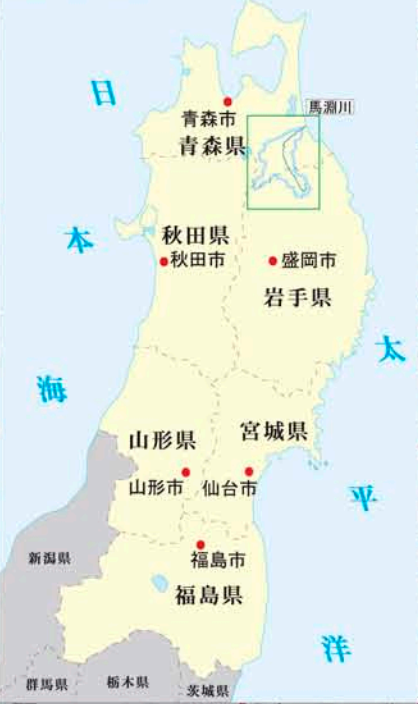 日
本
海
馬淵川
青森市
青森県
秋田県
秋田市
盛岡市
岩手県
太
平
洋
山形県
宮城県
山形市
仙台市
福島市
福島県
新潟県
群馬県
栃木県
茨城県